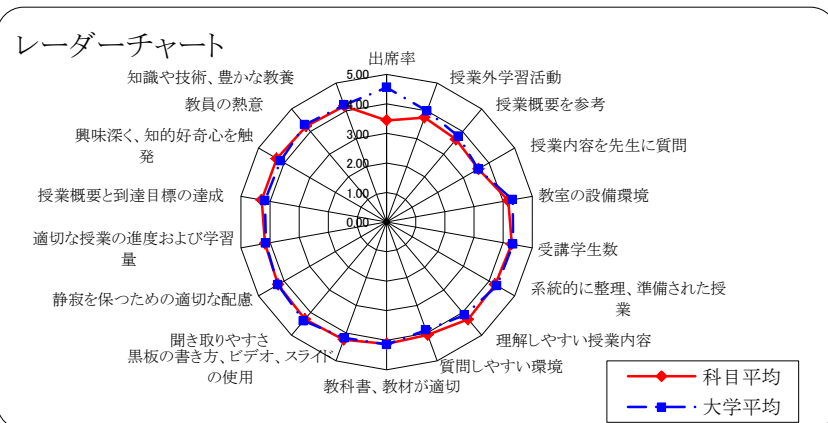 レーダーチャート
出席率
授業外学習活動
授業概要を参考
授業内容を先生に質問
教室の設備環境
受講学生数
系統的に整理、準備された授
業
理解しやすい授業内容
質問しやすい環境
教科書、教材が適切
黒板の書き方、ビデオ、スライド
の使用
聞き取りやすさ
静寂を保つための適切な配慮
適切な授業の進度および学習
量
授業概要と到達目標の達成
興味深く、知的好奇心を触
発
教員の熱意
知識や技術、豊かな教養
5.00
4.00
3.00
2.00
1.00
0.00
科目平均
大学平均